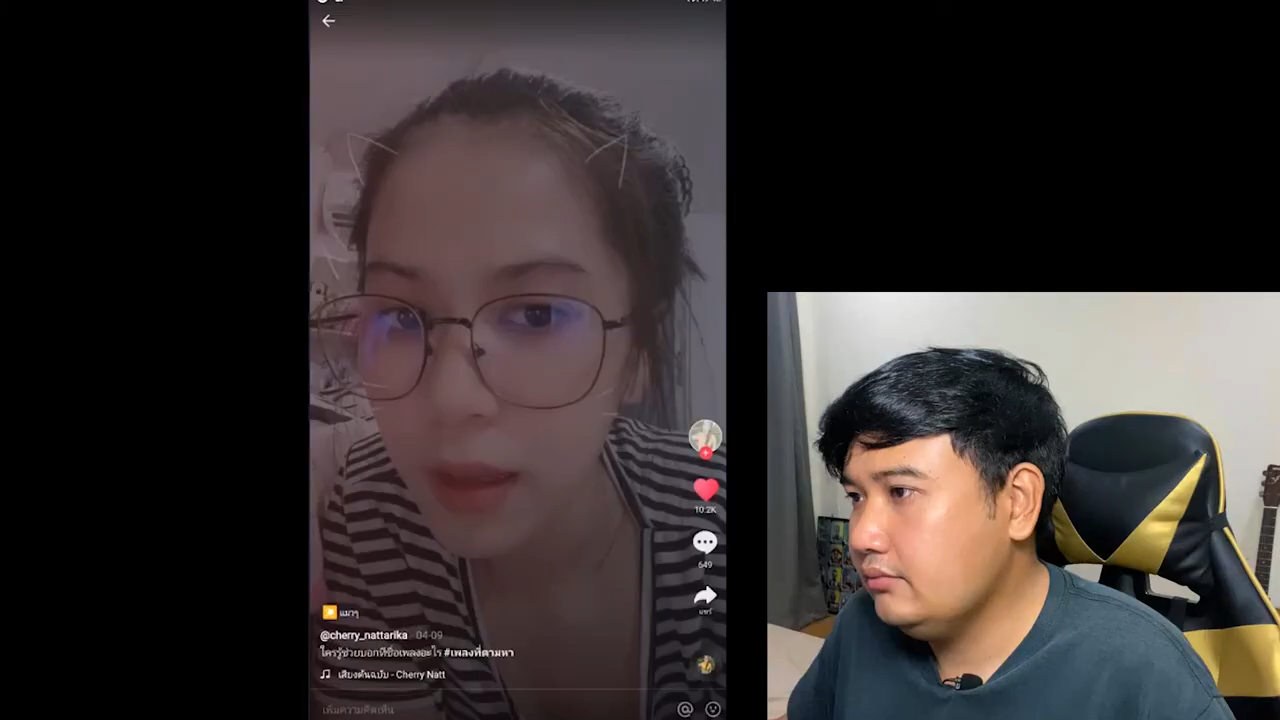 10.2K
649
แชร์
แมวๆ
@cherry_nattarika 04-09
ใครรู้ช่วยบอกทีชื่อเพลงอะไร #เพลงที่ตามหา
เสียงต้นฉบับ - Cherry Natt
เพิ่มความคิดเห็น